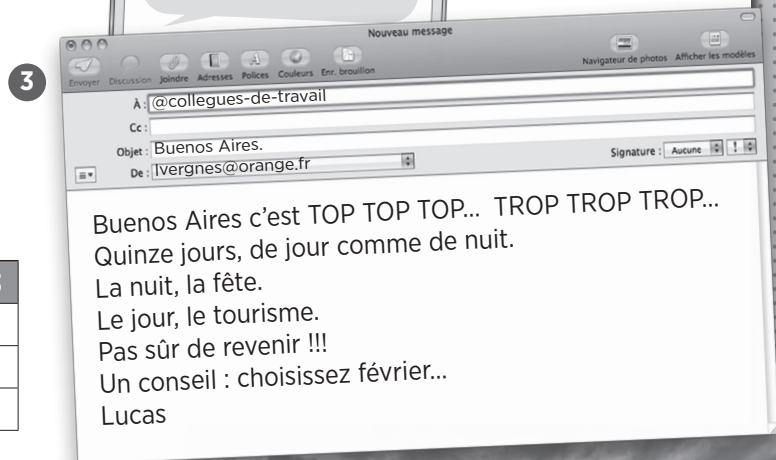 Nouveau message
3
Envoyer Discussion Joindre Adresses Polices Couleurs Enr. brouillon
Navigateur de photos Afficher les modèles
À : @collegues-de-travail
Cc :
Objet : Buenos Aires.
De : lvergnes@orange.fr
Signature : Aucune !
Buenos Aires c’est TOP TOP TOP... TROP TROP TROP...
Quinze jours, de jour comme de nuit.
La nuit, la fête.
Le jour, le tourisme.
Pas sûr de revenir !!!
Un conseil : choisissez février...
Lucas